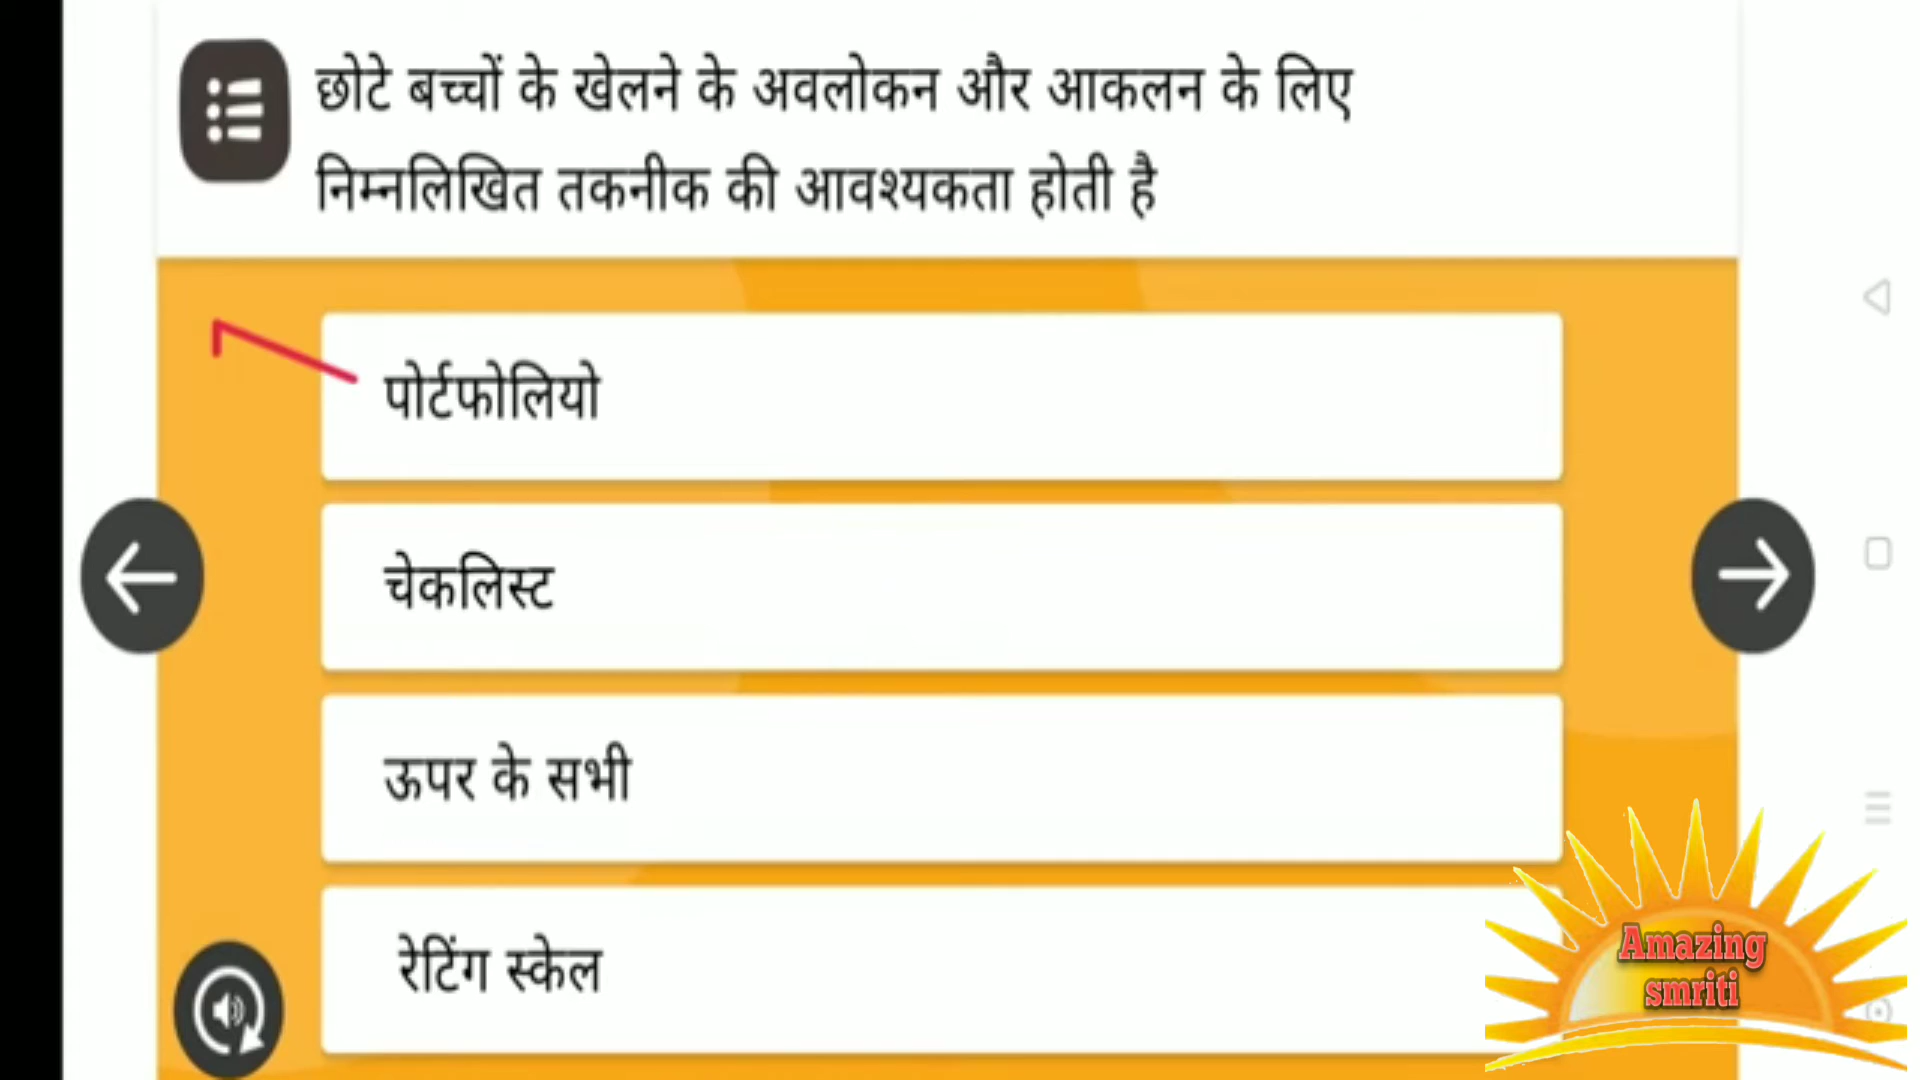 छोटे बच्चों के खेलने के अवलोकन और आकलन के लिए
निम्नलिखित तकनीक की आवश्यकता होती है
पोर्टफोलियो
चेकलिस्ट
ऊपर के सभी
रेटिंग स्केल
Amazing
smriti